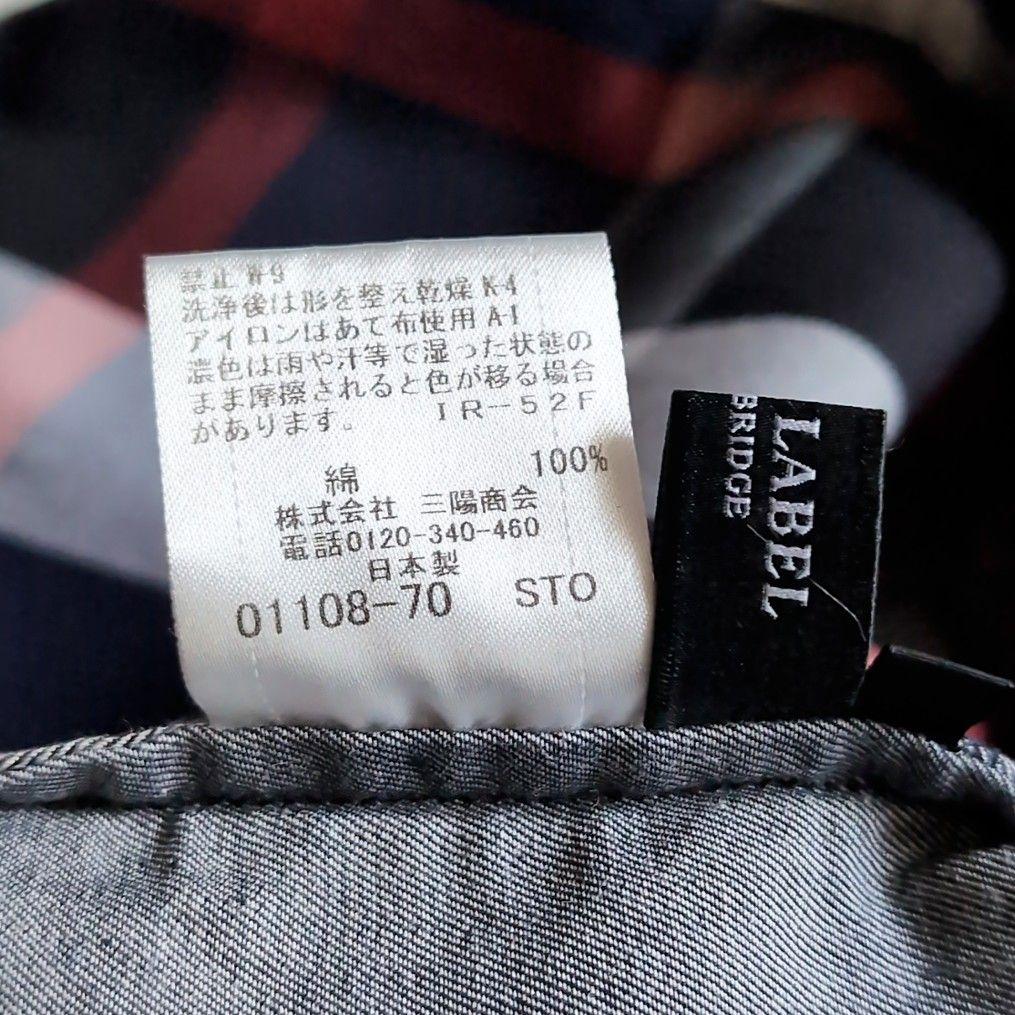 禁止 W-9
洗浄後は形を整え乾燥 K-4
アイロンはあて布使用 A-1
濃色は雨や汗等で湿った状態の
まま摩擦されると色が移る場合
があります。 IR-52F
綿 100%
株式会社 三陽商会
電話0120-340-460
日本製
01108-70 STO
LABEL
BRIDGE